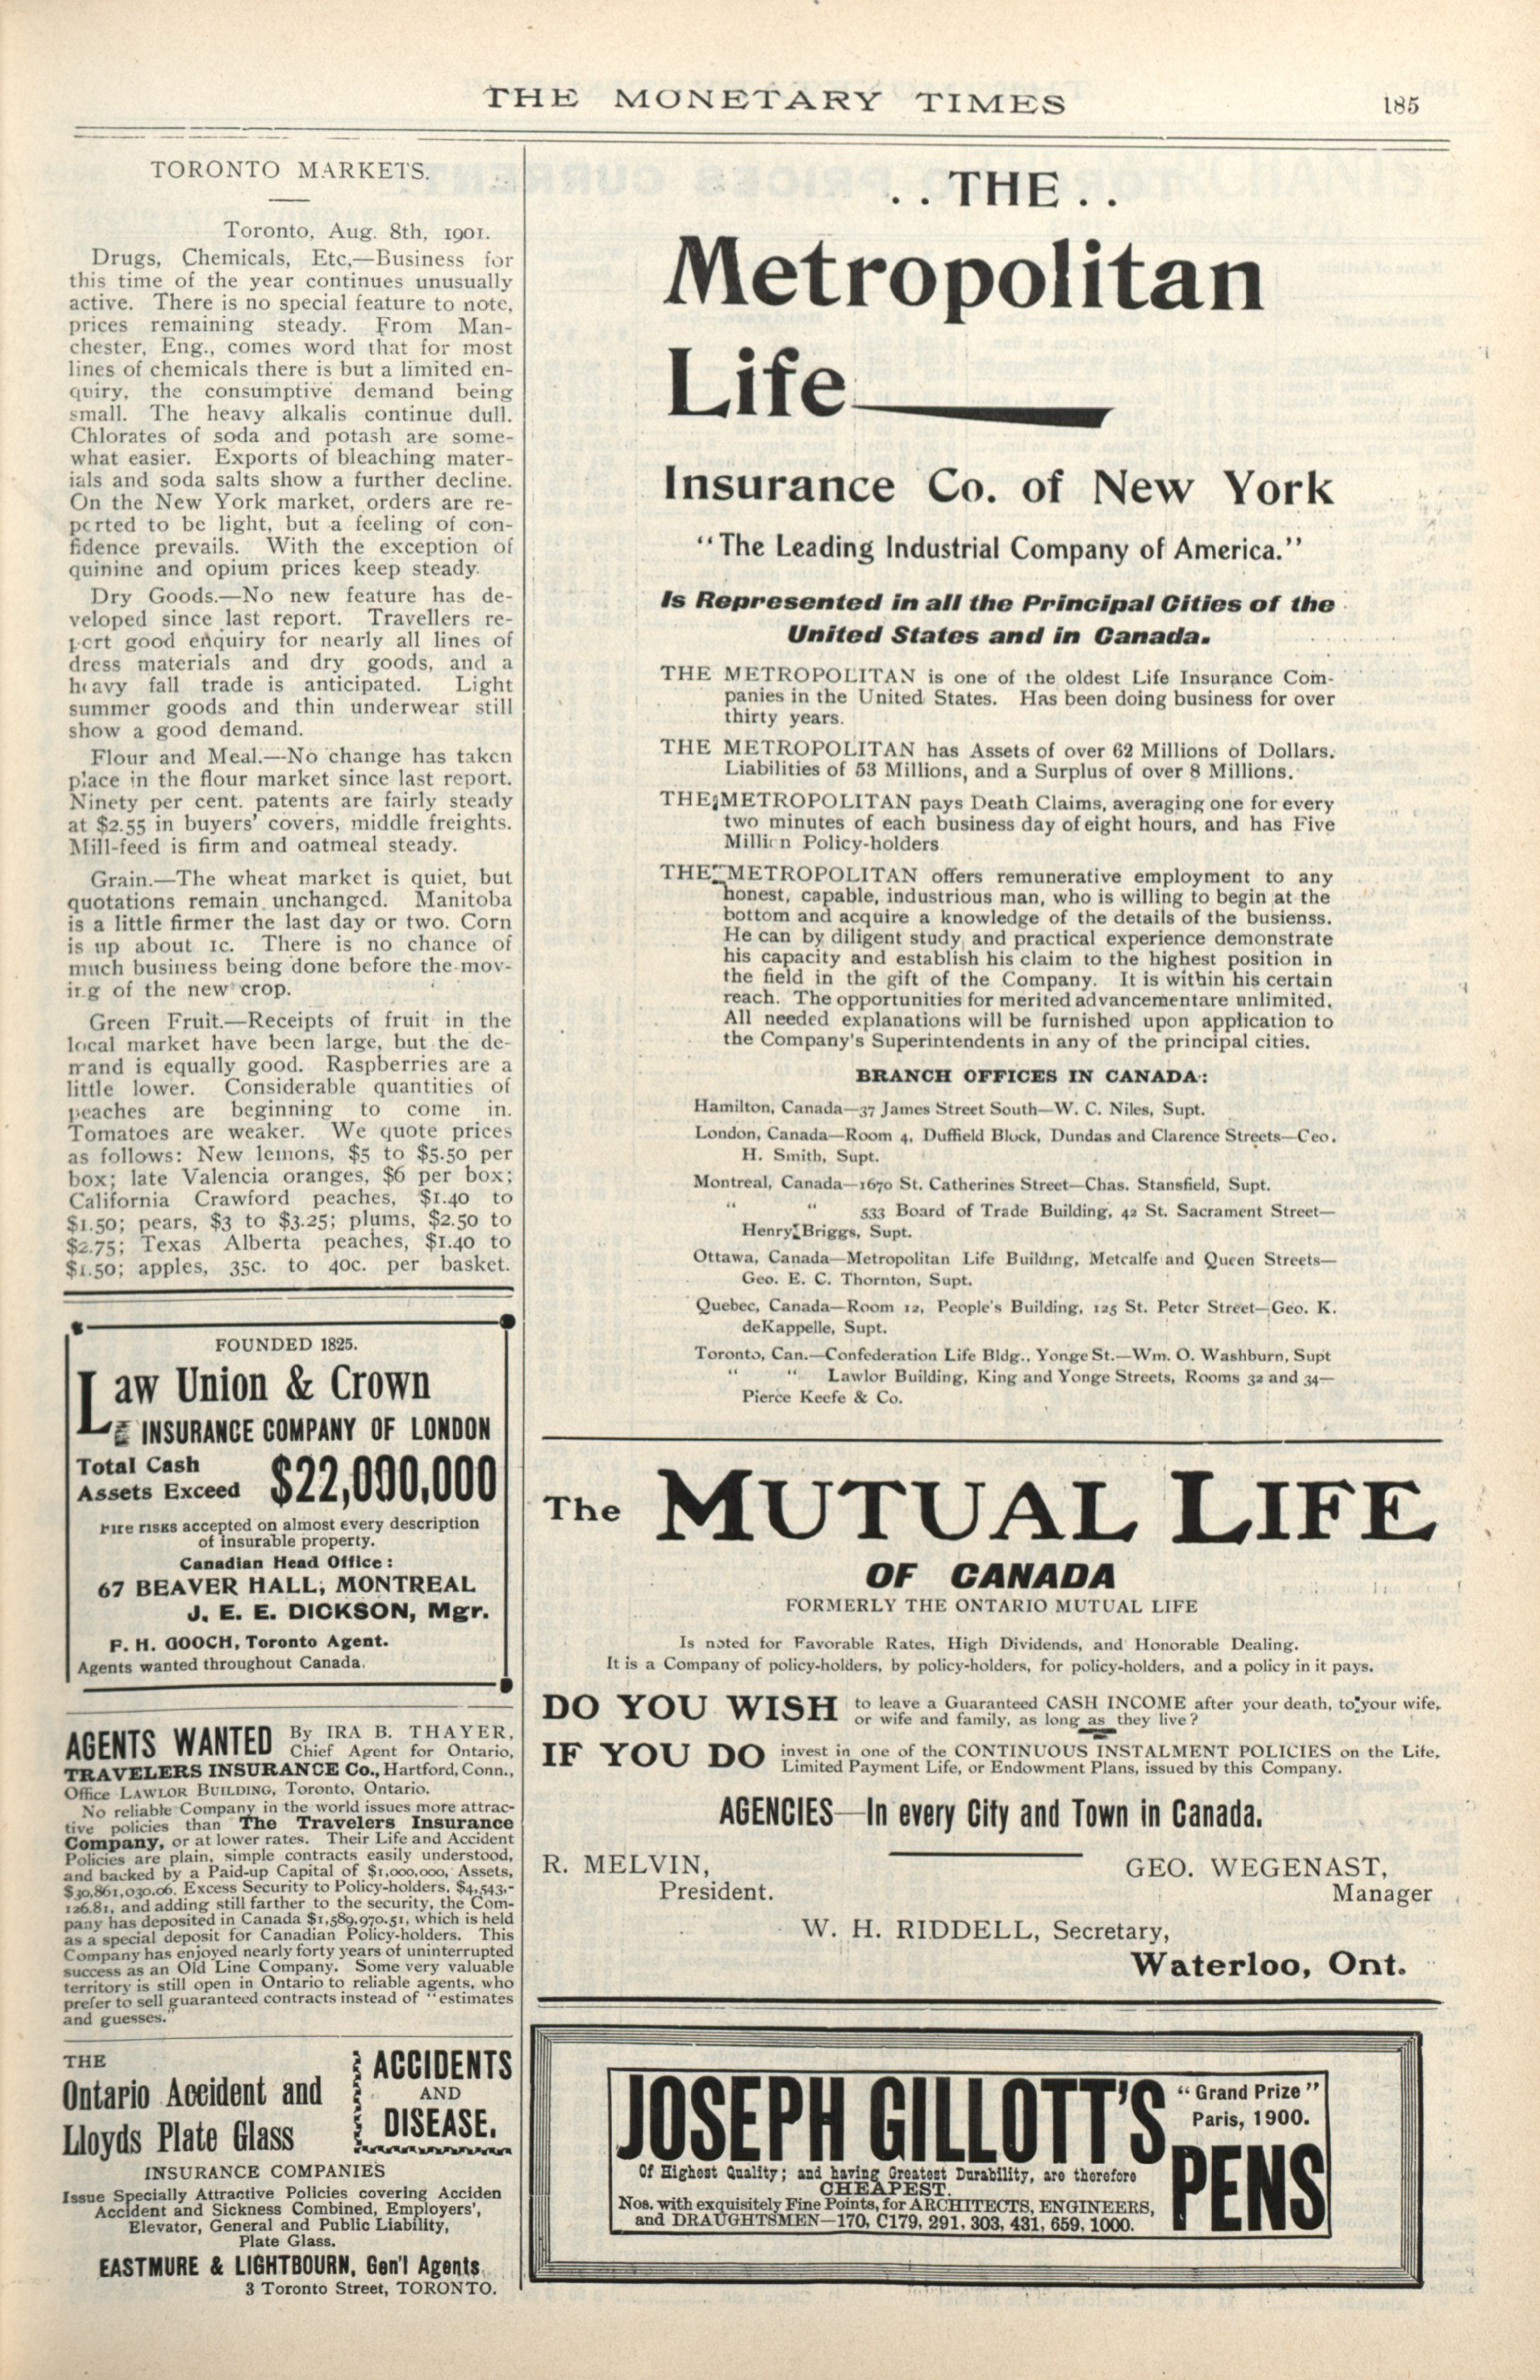 THE MONETARY TIMES
185
TORONTO MARKETS.
Toronto, Aug. 8th, 1901.
Drugs, Chemicals, Etc,—Business for
this time of the year continues unusually
active. There is no special feature to note,
prices remaining steady. From Man-
chester, Eng., comes word that for most
lines of chemicals there is but a limited en-
quiry, the consumptive demand being
small. The heavy alkalis continue dull.
Chlorates of soda and potash are some-
what easier. Exports of bleaching mater-
ials and soda salts show a further decline.
On the New York market, orders are re-
ported to be light, but a feeling of con-
fidence prevails. With the exception of
quinine and opium prices keep steady.
Dry Goods.—No new feature has de-
veloped since last report. Travellers re-
port good enquiry for nearly all lines of
dress materials and dry goods, and a
heavy fall trade is anticipated. Light
summer goods and thin underwear still
show a good demand.
Flour and Meal.—No change has taken
place in the flour market since last report.
Ninety per cent. patents are fairly steady
at $2.55 in buyers' covers, middle freights.
Mill-feed is firm and oatmeal steady.
Grain.—The wheat market is quiet, but
quotations remain unchanged. Manitoba
is a little firmer the last day or two. Corn
is up about 1c. There is no chance of
much business being done before the mov-
ing of the new crop.
Green Fruit.—Receipts of fruit in the
local market have been large, but the de-
mand is equally good. Raspberries are a
little lower. Considerable quantities of
peaches are beginning to come in.
Tomatoes are weaker. We quote prices
as follows: New lemons, $5 to $5.50 per
box; late Valencia oranges, $6 per box;
California Crawford peaches, $1.40 to
$1.50; pears, $3 to $3.25; plums, $2.50 to
$2.75; Texas Alberta peaches, $1.40 to
$1.50; apples, 35c. to 40c. per basket.
FOUNDED 1825.
Law Union & Crown
INSURANCE COMPANY OF LONDON
Total Cash
Assets Exceed $22,000,000
Fire risks accepted on almost every description
of insurable property.
Canadian Head Office:
67 BEAVER HALL, MONTREAL
J. E. E. DICKSON, Mgr.
F. H. GOOCH, Toronto Agent.
Agents wanted throughout Canada.
AGENTS WANTED By IRA B. THAYER,
Chief Agent for Ontario,
TRAVELERS INSURANCE Co., Hartford, Conn.,
Office LAWLOR BUILDING, Toronto, Ontario.
No reliable Company in the world issues more attrac-
tive policies than The Travelers Insurance
Company, or at lower rates. Their Life and Accident
Policies are plain, simple contracts easily understood,
and backed by a Paid-up Capital of $1,000,000, Assets,
$30,861,030.06. Excess Security to Policy-holders, $4,543,-
126.81, and adding still farther to the security, the Com-
pany has deposited in Canada $1,589,970.51, which is held
as a special deposit for Canadian Policy-holders. This
Company has enjoyed nearly forty years of uninterrupted
success as an Old Line Company. Some very valuable
territory is still open in Ontario to reliable agents, who
prefer to sell guaranteed contracts instead of "estimates
and guesses."
THE
Ontario Accident and
Lloyds Plate Glass
ACCIDENTS
AND
DISEASE.
INSURANCE COMPANIES
Issue Specially Attractive Policies covering Acciden
Accident and Sickness Combined, Employers',
Elevator, General and Public Liability,
Plate Glass.
EASTMURE & LIGHTBOURN, Gen'l Agents
3 Toronto Street, TORONTO.
. . THE . .
Metropolitan
Life
Insurance Co. of New York
"The Leading Industrial Company of America."
Is Represented in all the Principal Cities of the
United States and in Canada.
THE METROPOLITAN is one of the oldest Life Insurance Com-
panies in the United States. Has been doing business for over
thirty years.
THE METROPOLITAN has Assets of over 62 Millions of Dollars.
Liabilities of 53 Millions, and a Surplus of over 8 Millions.
THE METROPOLITAN pays Death Claims, averaging one for every
two minutes of each business day of eight hours, and has Five
Million Policy-holders
THE METROPOLITAN offers remunerative employment to any
honest, capable, industrious man, who is willing to begin at the
bottom and acquire a knowledge of the details of the busienss.
He can by diligent study and practical experience demonstrate
his capacity and establish his claim to the highest position in
the field in the gift of the Company. It is within his certain
reach. The opportunities for merited advancementare unlimited.
All needed explanations will be furnished upon application to
the Company's Superintendents in any of the principal cities.
BRANCH OFFICES IN CANADA:
Hamilton, Canada—37 James Street South—W. C. Niles, Supt.
London, Canada—Room 4, Duffield Block, Dundas and Clarence Streets—Geo.
H. Smith, Supt.
Montreal, Canada—1670 St. Catherines Street—Chas. Stansfield, Supt.
" " 533 Board of Trade Building, 42 St. Sacrament Street—
Henry Briggs, Supt.
Ottawa, Canada—Metropolitan Life Building, Metcalfe and Queen Streets—
Geo. E. C. Thornton, Supt.
Quebec, Canada—Room 12, People's Building, 125 St. Peter Street—Geo. K.
deKappelle, Supt.
Toronto, Can.—Confederation Life Bldg., Yonge St.—Wm. O. Washburn, Supt
" " Lawlor Building, King and Yonge Streets, Rooms 32 and 34—
Pierce Keefe & Co.
The MUTUAL LIFE
OF CANADA
FORMERLY THE ONTARIO MUTUAL LIFE
Is noted for Favorable Rates, High Dividends, and Honorable Dealing.
It is a Company of policy-holders, by policy-holders, for policy-holders, and a policy in it pays.
DO YOU WISH to leave a Guaranteed CASH INCOME after your death, to your wife,
or wife and family, as long as they live?
IF YOU DO invest in one of the CONTINUOUS INSTALMENT POLICIES on the Life,
Limited Payment Life, or Endowment Plans, issued by this Company.
AGENCIES—In every City and Town in Canada.
R. MELVIN,
President.
GEO. WEGENAST,
Manager
W. H. RIDDELL, Secretary,
Waterloo, Ont.
JOSEPH GILLOTT'S
"Grand Prize"
Paris, 1900.
PENS
Of Highest Quality; and having Greatest Durability, are therefore
CHEAPEST.
Nos. with exquisitely Fine Points, for ARCHITECTS, ENGINEERS,
and DRAUGHTSMEN—170, C179, 291, 303, 431, 659, 1000.